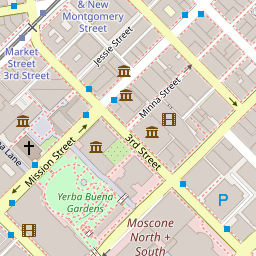 & New
Montgomery
Street
Jessie Street
Market
Street
3rd Street
Minna Street
3rd Street
Lane
Mission Street
Yerba Buena
Gardens
P
Moscone
North +
South